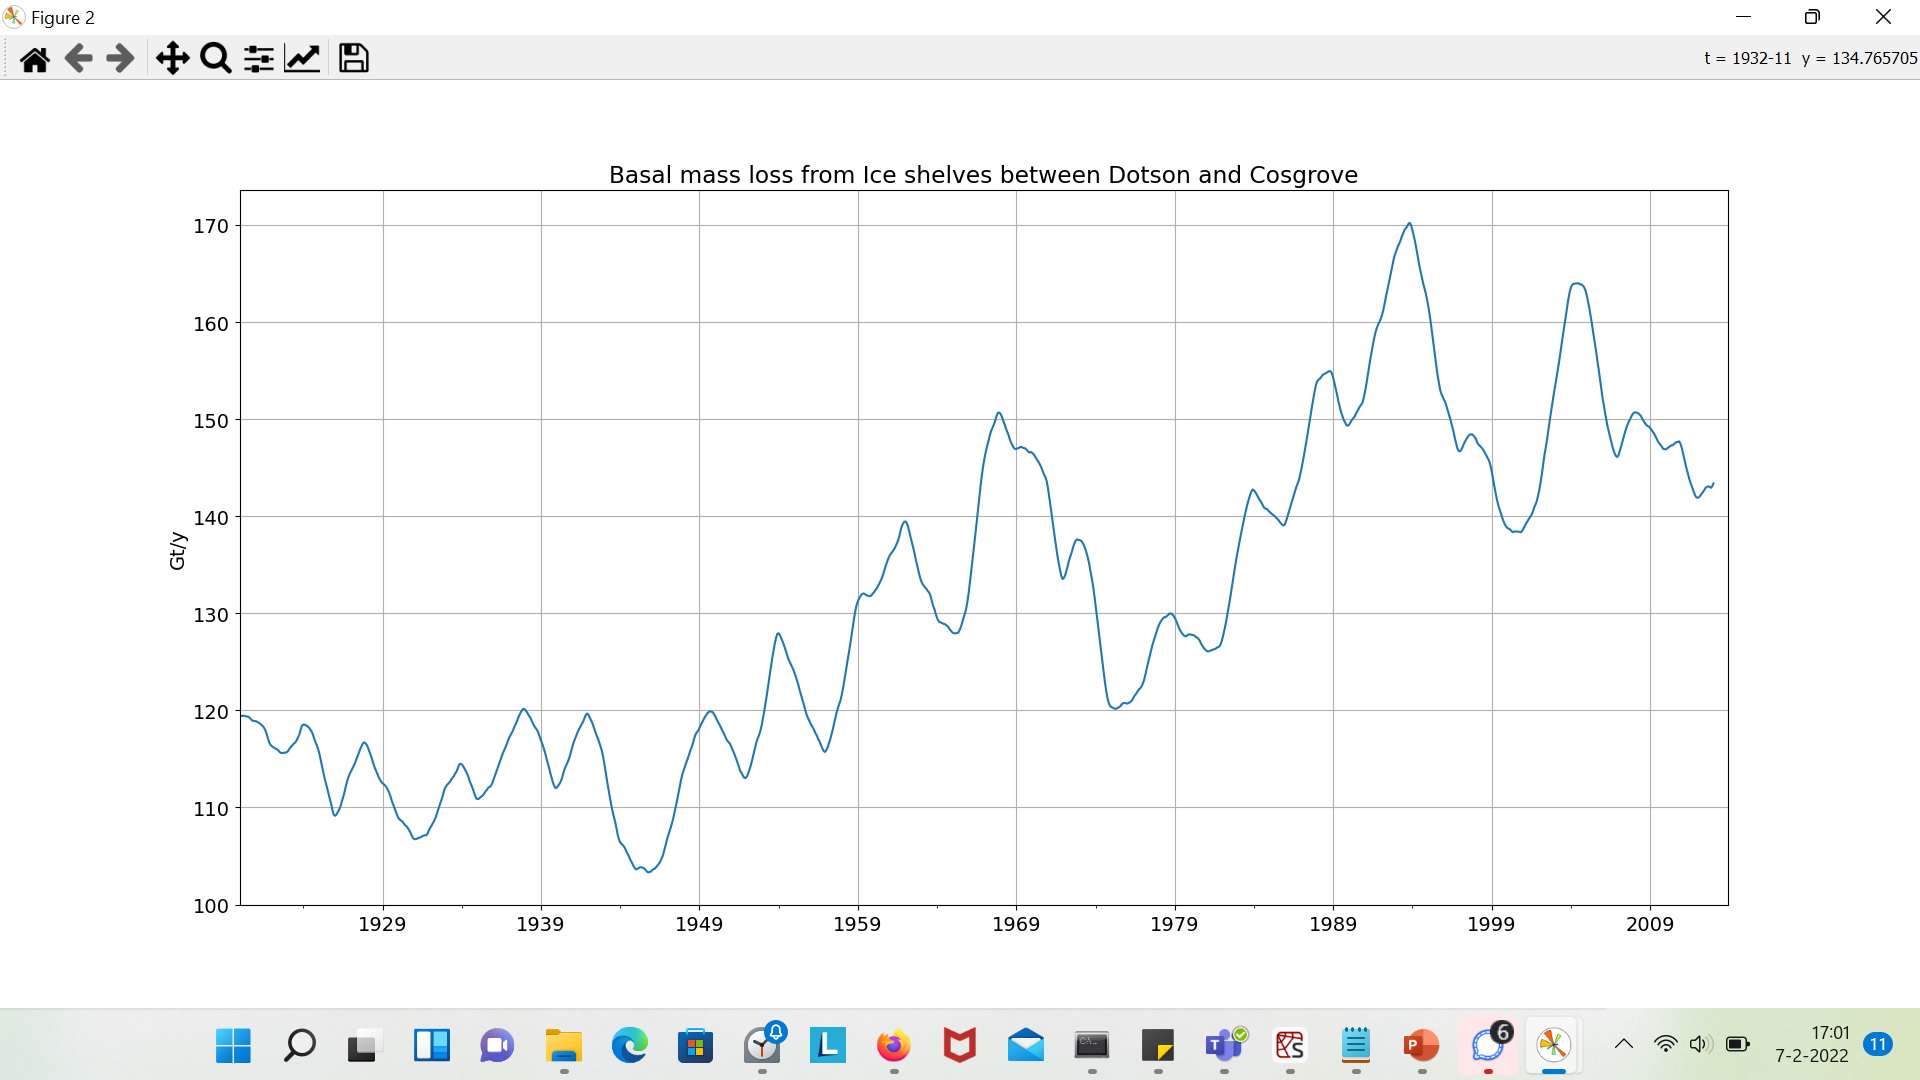 Figure 2
t = 1932-11 y = 134.765705
Basal mass loss from Ice shelves between Dotson and Cosgrove
170
160
150
140
130
120
110
100
Gt/y
1929 1939 1949 1959 1969 1979 1989 1999 2009
L
C:\_
T
P
6
17:01
7-2-2022
11